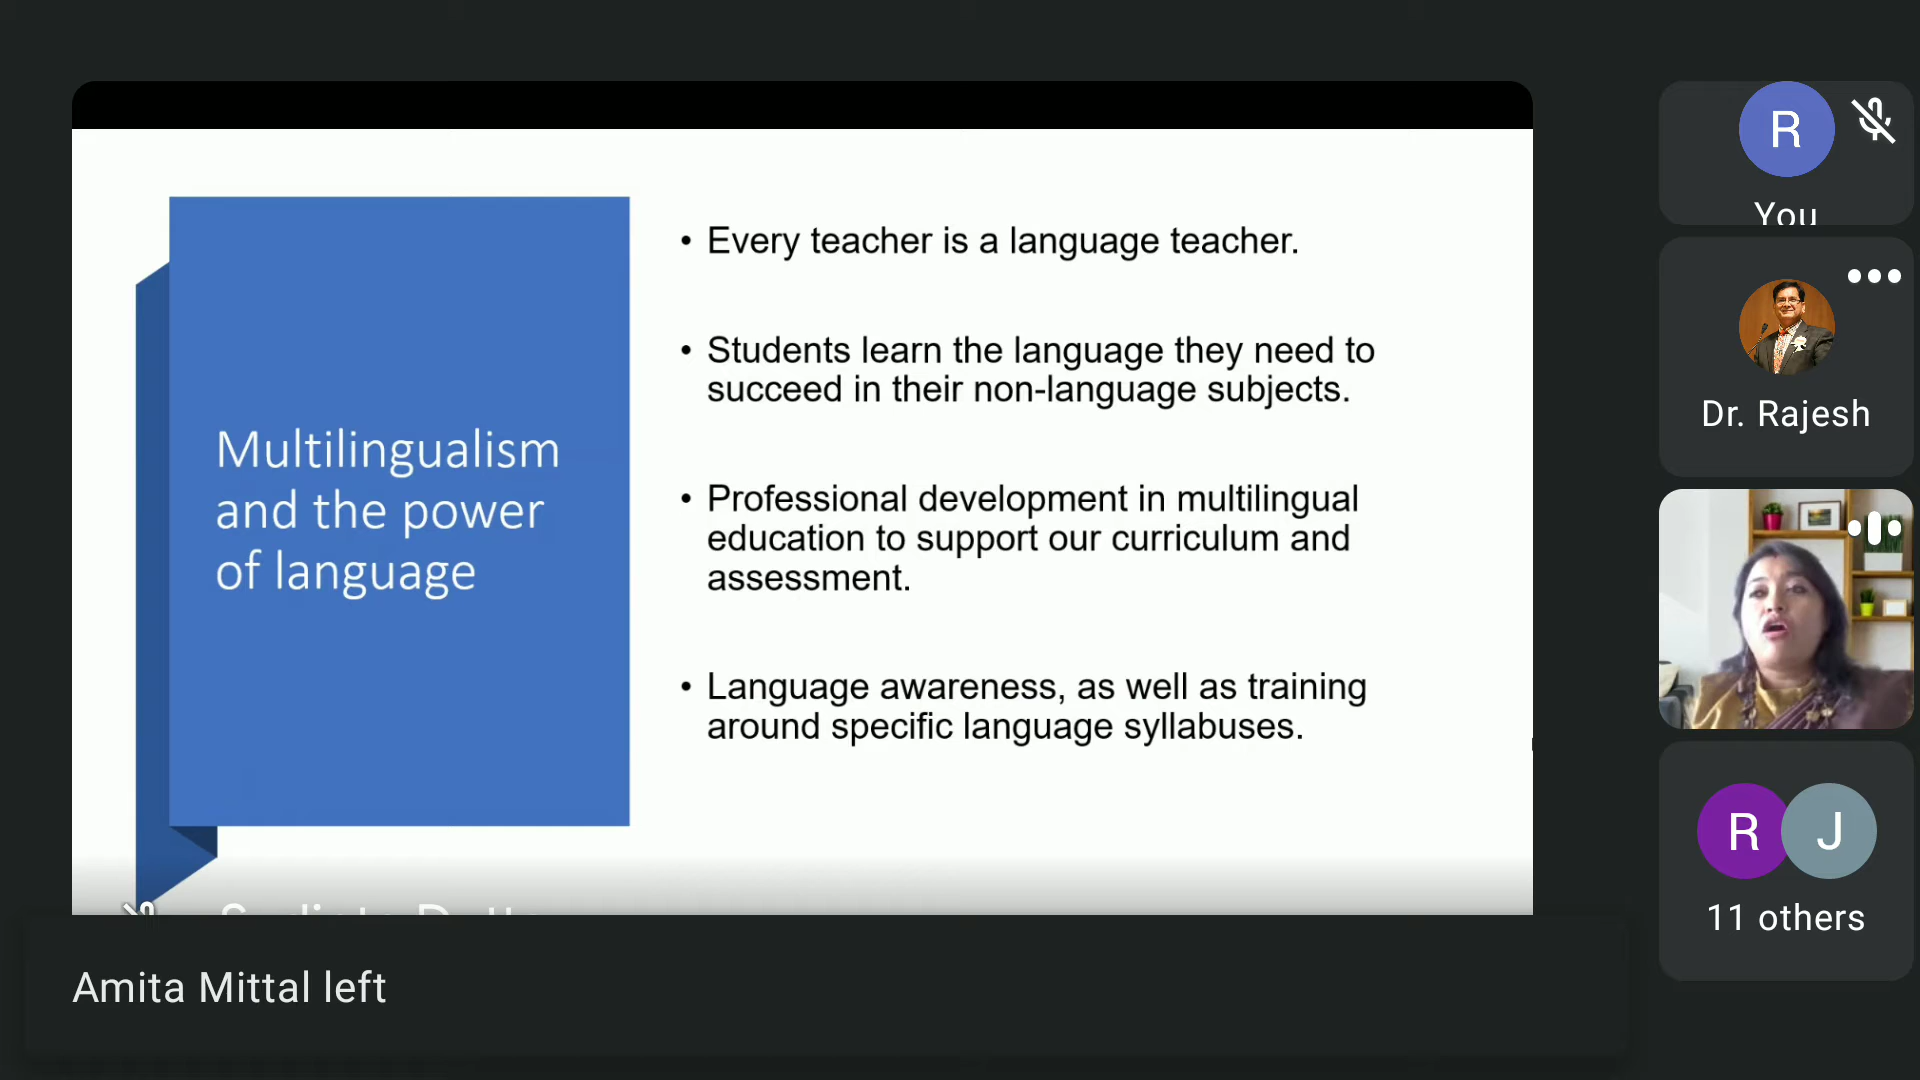 Multilingualism
and the power
of language
• Every teacher is a language teacher.
• Students learn the language they need to
succeed in their non-language subjects.
• Professional development in multilingual
education to support our curriculum and
assessment.
• Language awareness, as well as training
around specific language syllabuses.
Amita Mittal left
R
You
Dr. Rajesh
R J
11 others